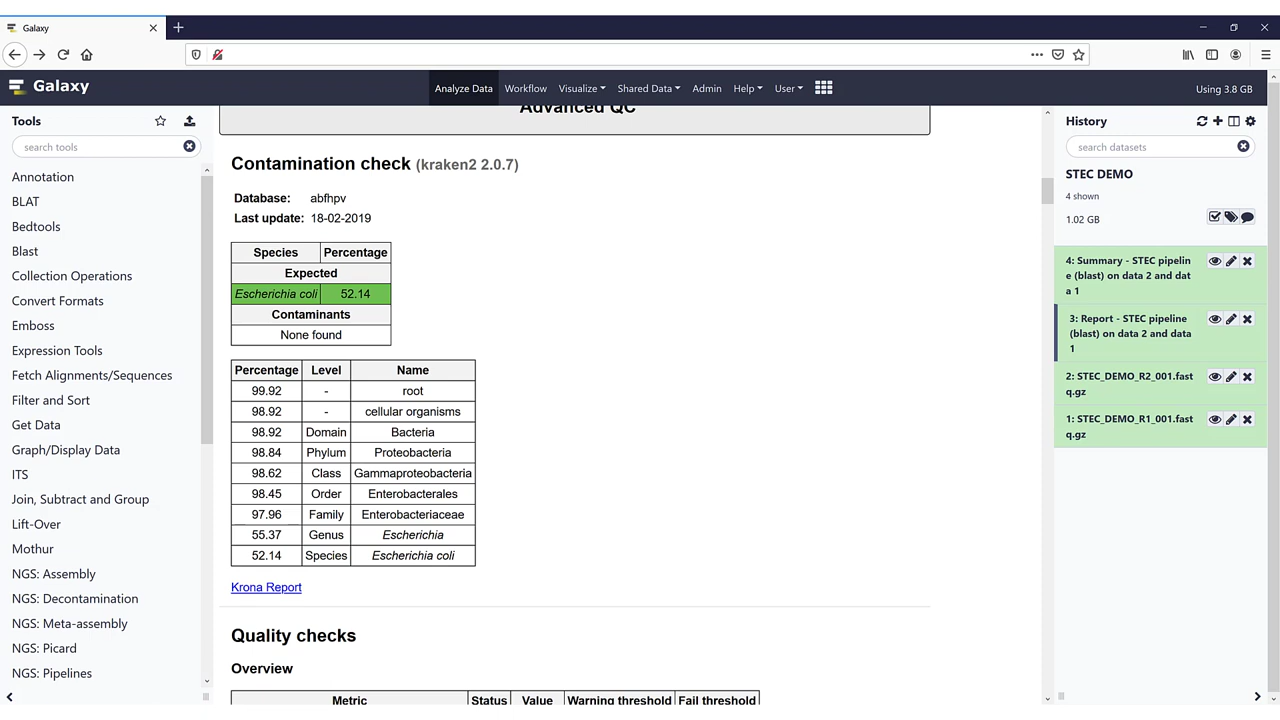 Galaxy
Galaxy
Analyze Data Workflow Visualize Shared Data Admin Help User
Using 3.8 GB
Tools
search tools
Annotation
BLAT
Bedtools
Blast
Collection Operations
Convert Formats
Emboss
Expression Tools
Fetch Alignments/Sequences
Filter and Sort
Get Data
Graph/Display Data
ITS
Join, Subtract and Group
Lift-Over
Mothur
NGS: Assembly
NGS: Decontamination
NGS: Meta-assembly
NGS: Picard
NGS: Pipelines
Advanced QC
Contamination check (kraken2 2.0.7)
Database: abfhpv
Last update: 18-02-2019
Species Percentage
Expected
Escherichia coli 52.14
Contaminants
None found
Percentage Level Name
99.92 - root
98.92 - cellular organisms
98.92 Domain Bacteria
98.84 Phylum Proteobacteria
98.62 Class Gammaproteobacteria
98.45 Order Enterobacterales
97.96 Family Enterobacteriaceae
55.37 Genus Escherichia
52.14 Species Escherichia coli
Krona Report
Quality checks
Overview
Metric Status Value Warning threshold Fail threshold
History
search datasets
STEC DEMO
4 shown
1.02 GB
4: Summary - STEC pipelin
e (blast) on data 2 and dat
a 1
3: Report - STEC pipeline
(blast) on data 2 and data
1
2: STEC_DEMO_R2_001.fast
q.gz
1: STEC_DEMO_R1_001.fast
q.gz